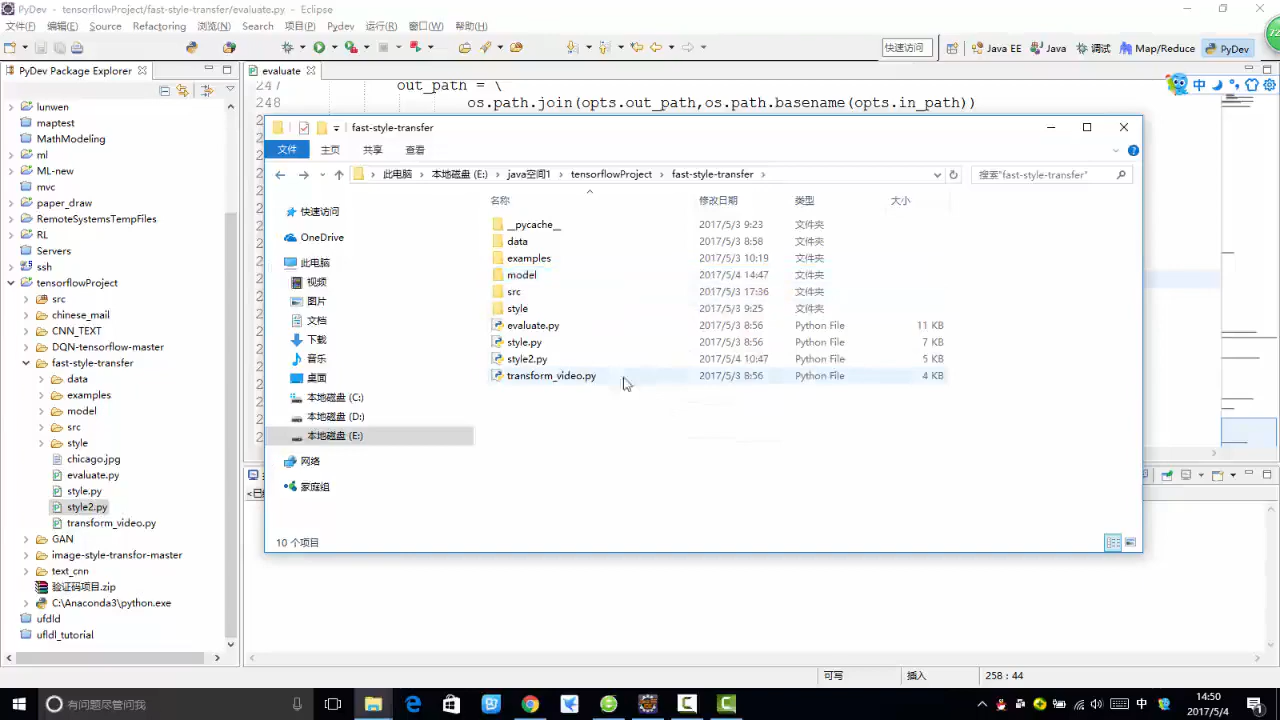 PyDev - tensorflowProject/fast-style-transfer/evaluate.py - Eclipse
文件(F) 编辑(E) Source Refactoring 浏览(N) Search 项目(P) Pydev 运行(R) 窗口(W) 帮助(H)
快速访问 Java EE Java 调试 Map/Reduce PyDev
PyDev Package Explorer
evaluate
247 out_path = \
248 os.path.join(opts.out_path,os.path.basename(opts.in_path))
中
lunwen
maptest
MathModeling
ml
ML-new
mvc
paper_draw
RemoteSystemsTempFiles
RL
Servers
ssh
tensorflowProject
src
chinese_mail
CNN_TEXT
DQN-tensorflow-master
fast-style-transfer
data
examples
model
src
style
chicago.jpg
evaluate.py
style.py
style2.py
transform_video.py
GAN
image-style-transfor-master
text_cnn
验证码项目.zip
C:\Anaconda3\python.exe
ufdld
ufldl_tutorial
fast-style-transfer
文件 主页 共享 查看
此电脑 本地磁盘 (E:) java空间1 tensorflowProject fast-style-transfer
搜索"fast-style-transfer"
快速访问
OneDrive
此电脑
视频
图片
文档
下载
音乐
桌面
本地磁盘 (C:)
本地磁盘 (D:)
本地磁盘 (E:)
网络
家庭组
名称 修改日期 类型 大小
__pycache__ 2017/5/3 9:23 文件夹
data 2017/5/3 8:58 文件夹
examples 2017/5/3 10:19 文件夹
model 2017/5/4 14:47 文件夹
src 2017/5/3 17:36 文件夹
style 2017/5/3 9:25 文件夹
evaluate.py 2017/5/3 8:56 Python File 11 KB
style.py 2017/5/3 8:56 Python File 7 KB
style2.py 2017/5/4 10:47 Python File 5 KB
transform_video.py 2017/5/3 8:56 Python File 4 KB
10 个项目
可写 插入 258 : 44
有问题尽管问我
中
14:50
2017/5/4